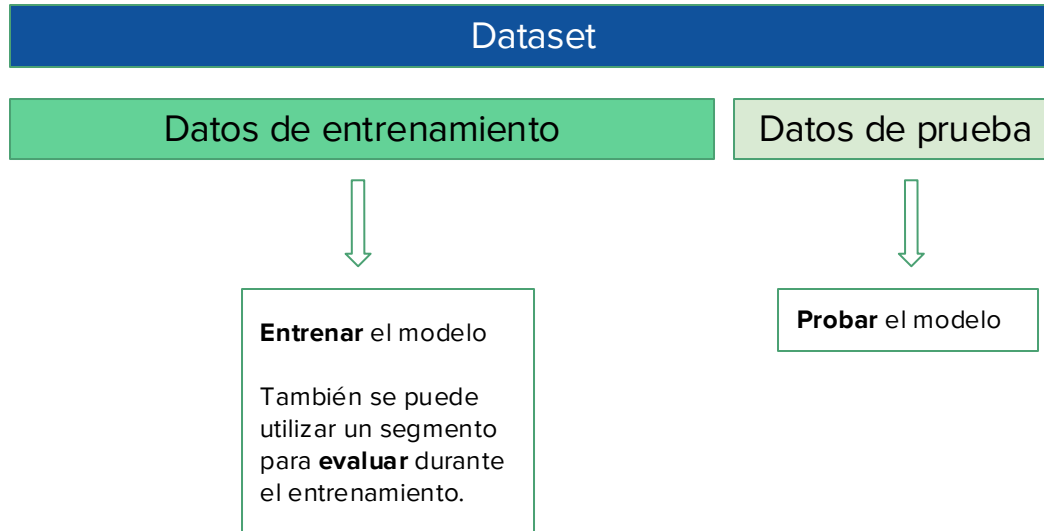 Dataset
Datos de entrenamiento
Datos de prueba
Entrenar el modelo
También se puede
utilizar un segmento
para evaluar durante
el entrenamiento.
Probar el modelo